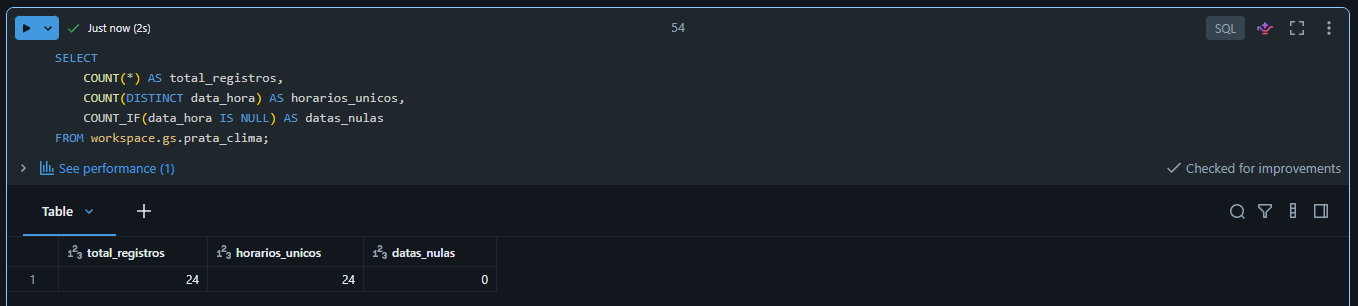 Just now (2s)
54
SQL
SELECT
COUNT(*) AS total_registros,
COUNT(DISTINCT data_hora) AS horarios_unicos,
COUNT_IF(data_hora IS NULL) AS datas_nulas
FROM workspace.gs.prata_clima;
See performance (1)
Checked for improvements
Table
total_registros horarios_unicos datas_nulas
1 24 24 0